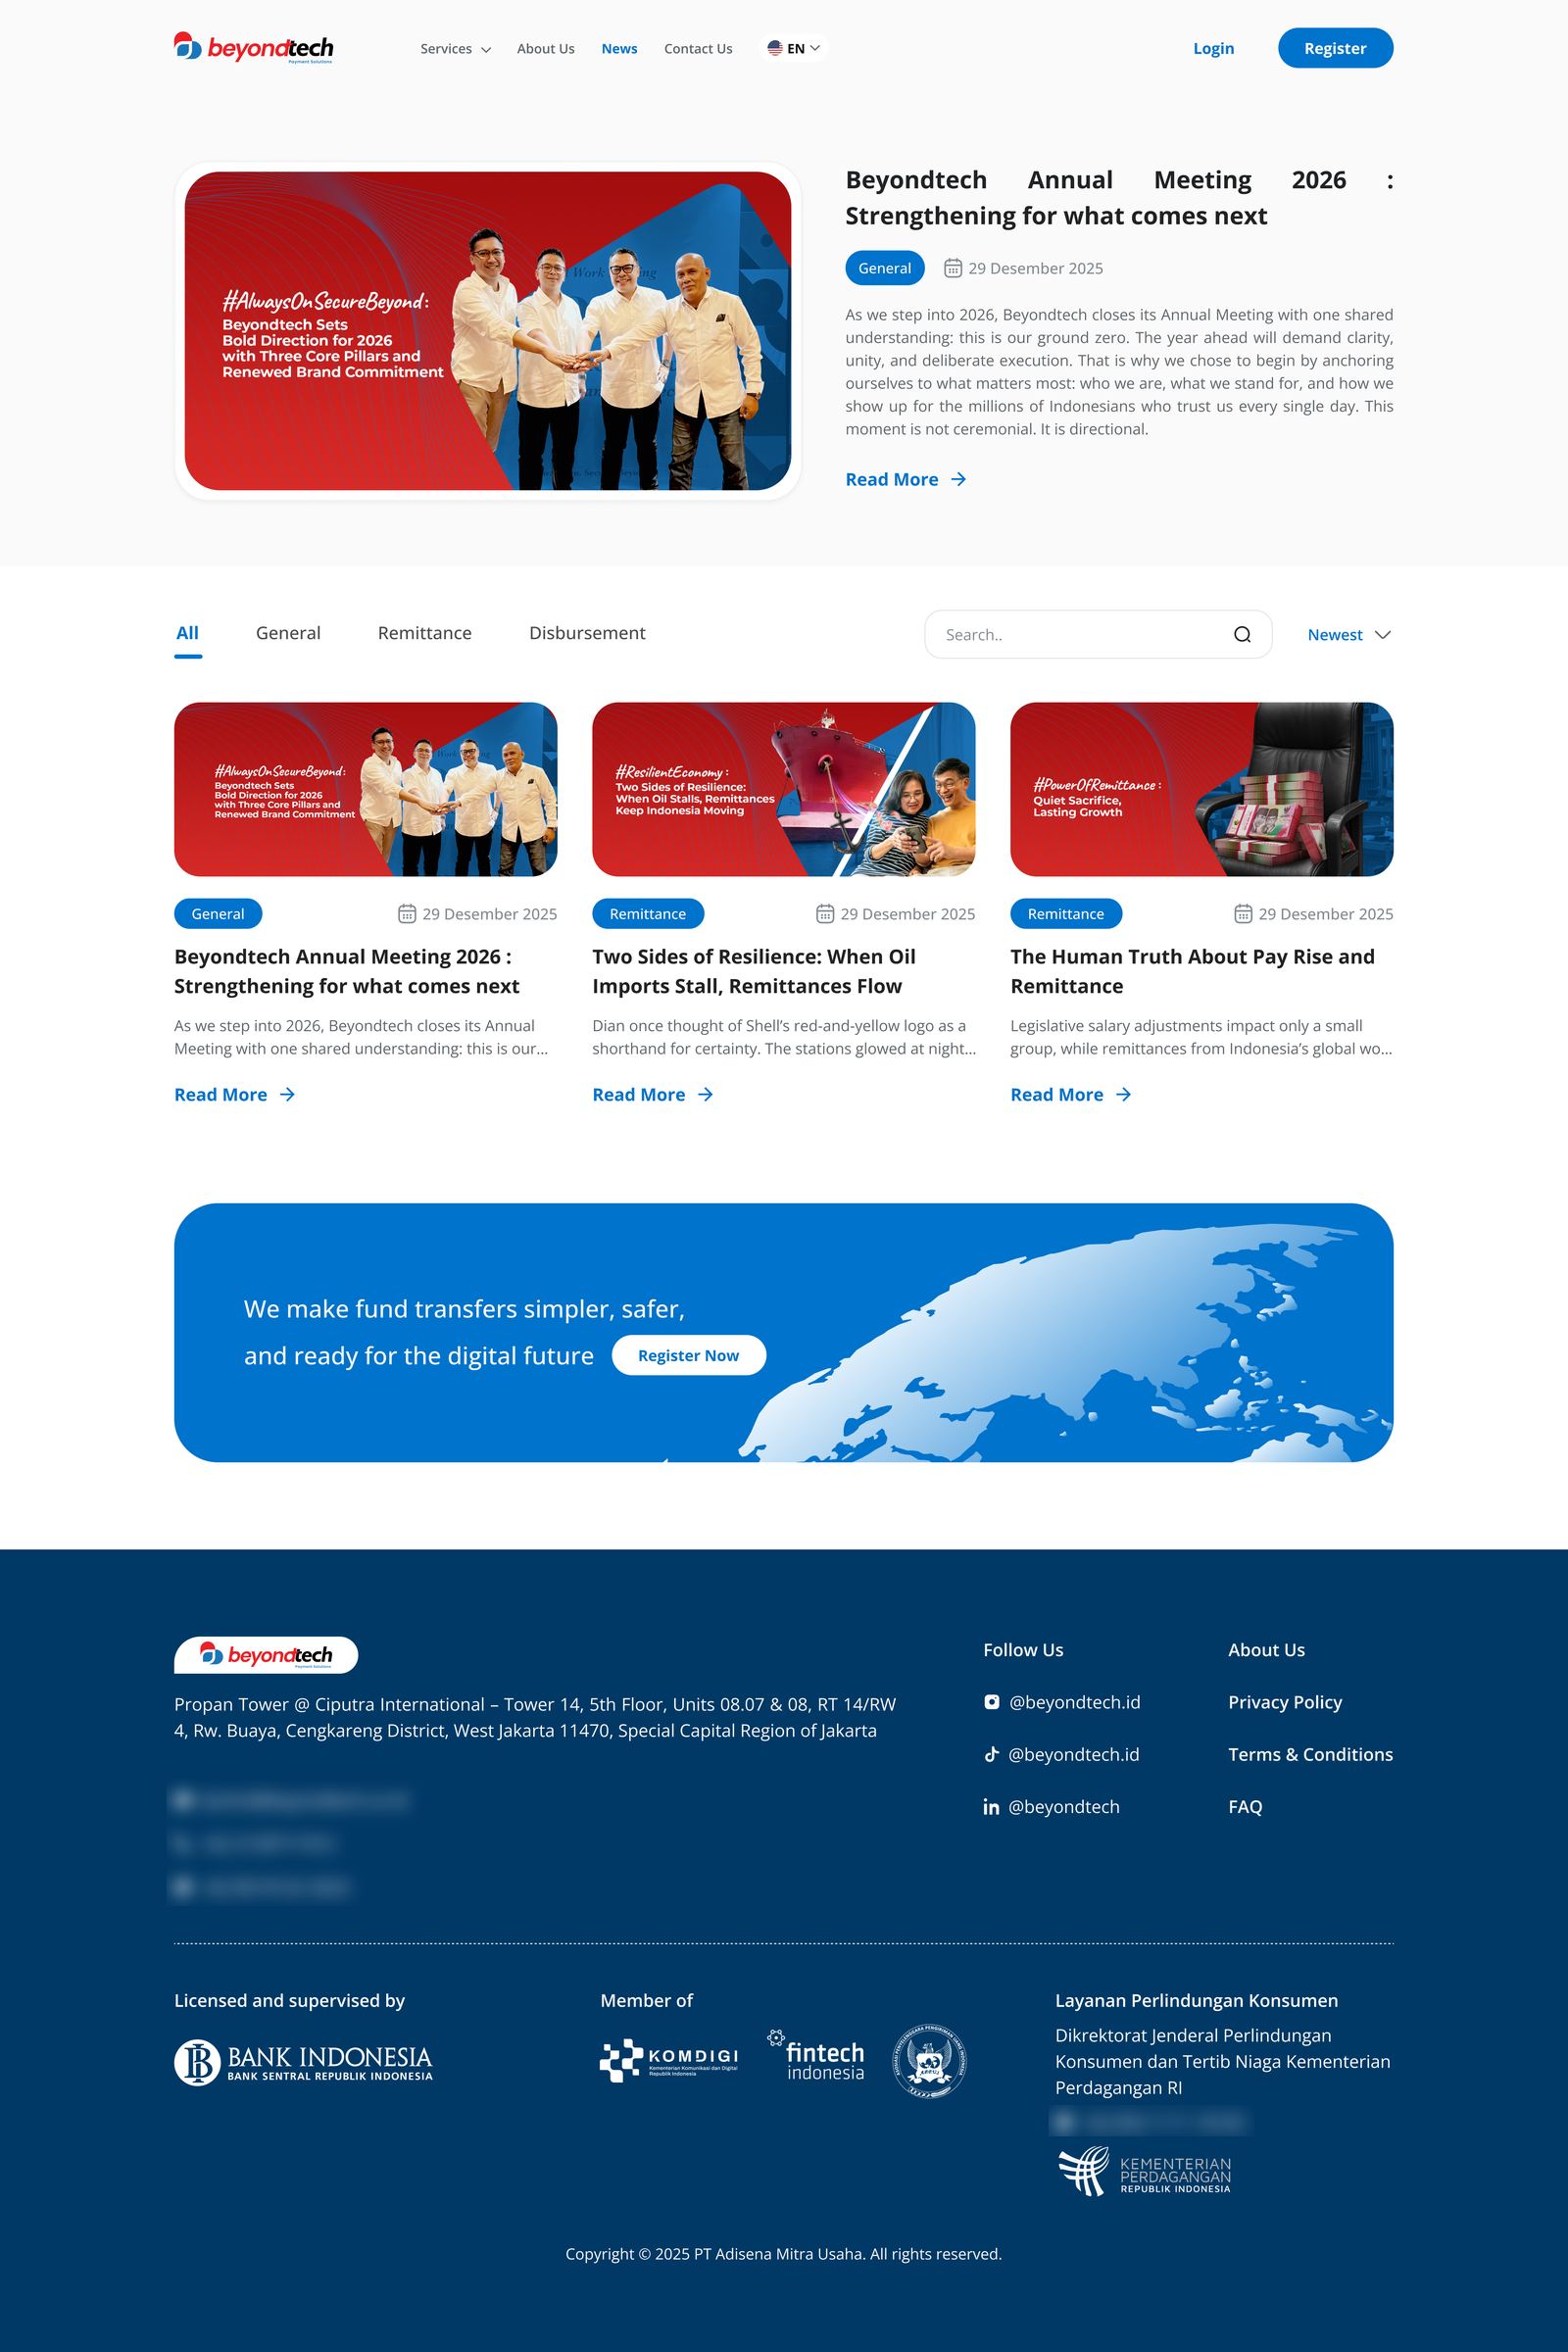 beyondtech
Payment Solutions
Services
About Us
News
Contact Us
EN
Login
Register
#AlwaysOnSecureBeyond:
Beyondtech Sets
Bold Direction for 2026
with Three Core Pillars and
Renewed Brand Commitment
Beyondtech Annual Meeting 2026 :
Strengthening for what comes next
General
29 Desember 2025
As we step into 2026, Beyondtech closes its Annual Meeting with one shared
understanding: this is our ground zero. The year ahead will demand clarity,
unity, and deliberate execution. That is why we chose to begin by anchoring
ourselves to what matters most: who we are, what we stand for, and how we
show up for the millions of Indonesians who trust us every single day. This
moment is not ceremonial. It is directional.
Read More
All
General
Remittance
Disbursement
Search..
Newest
#AlwaysOnSecureBeyond:
Beyondtech Sets
Bold Direction for 2026
with Three Core Pillars and
Renewed Brand Commitment
General
29 Desember 2025
Beyondtech Annual Meeting 2026 :
Strengthening for what comes next
As we step into 2026, Beyondtech closes its Annual
Meeting with one shared understanding: this is our...
Read More
#ResilientEconomy :
Two Sides of Resilience:
When Oil Stalls, Remittances
Keep Indonesia Moving
Remittance
29 Desember 2025
Two Sides of Resilience: When Oil
Imports Stall, Remittances Flow
Dian once thought of Shell’s red-and-yellow logo as a
shorthand for certainty. The stations glowed at night...
Read More
#PowerOfRemittance :
Quiet Sacrifice,
Lasting Growth
Remittance
29 Desember 2025
The Human Truth About Pay Rise and
Remittance
Legislative salary adjustments impact only a small
group, while remittances from Indonesia’s global wo...
Read More
We make fund transfers simpler, safer,
and ready for the digital future
Register Now
beyondtech
Payment Solutions
Propan Tower @ Ciputra International – Tower 14, 5th Floor, Units 08.07 & 08, RT 14/RW
4, Rw. Buaya, Cengkareng District, West Jakarta 11470, Special Capital Region of Jakarta
Follow Us
@beyondtech.id
@beyondtech.id
@beyondtech
About Us
Privacy Policy
Terms & Conditions
FAQ
Licensed and supervised by
BANK INDONESIA
BANK SENTRAL REPUBLIK INDONESIA
Member of
KOMDIGI
Kementerian Komunikasi dan Digital
Republik Indonesia
fintech
indonesia
Layanan Perlindungan Konsumen
Dikrektorat Jenderal Perlindungan
Konsumen dan Tertib Niaga Kementerian
Perdagangan RI
KEMENTERIAN
PERDAGANGAN
REPUBLIK INDONESIA
Copyright © 2025 PT Adisena Mitra Usaha. All rights reserved.